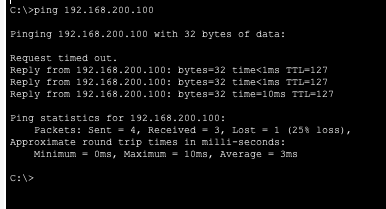 C:\>ping 192.168.200.100
Pinging 192.168.200.100 with 32 bytes of data:
Request timed out.
Reply from 192.168.200.100: bytes=32 time<1ms TTL=127
Reply from 192.168.200.100: bytes=32 time<1ms TTL=127
Reply from 192.168.200.100: bytes=32 time=10ms TTL=127
Ping statistics for 192.168.200.100:
    Packets: Sent = 4, Received = 3, Lost = 1 (25% loss),
Approximate round trip times in milli-seconds:
    Minimum = 0ms, Maximum = 10ms, Average = 3ms
C:\>